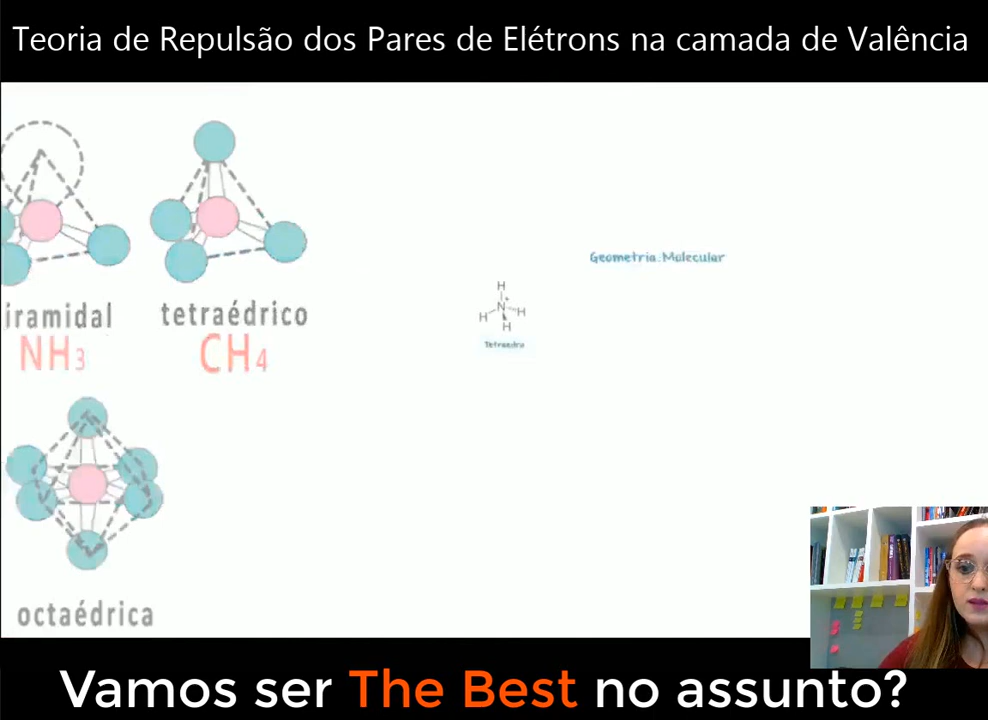 Teoria de Repulsão dos Pares de Elétrons na camada de Valência
iramidal
NH3
tetraédrico
CH4
Geometria Molecular
H
N+
H
H
H
octaédrica
Vamos ser The Best no assunto?